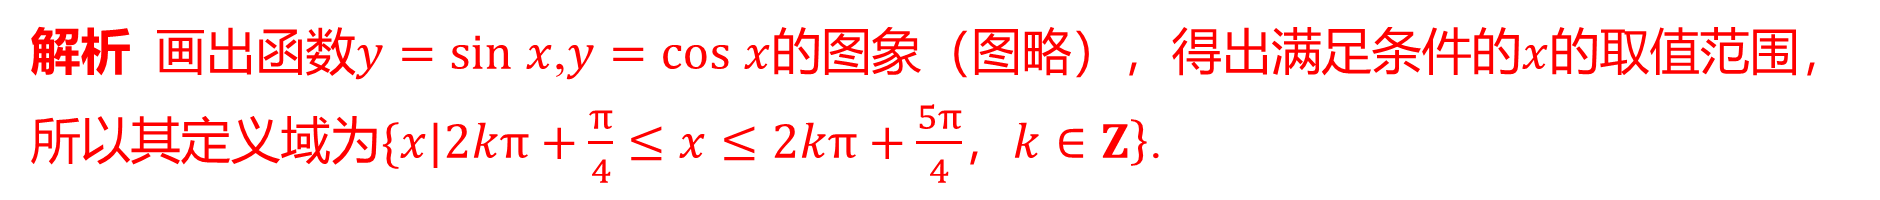 解析 画出函数y = sin x,y = cos x的图象（图略），得出满足条件的x的取值范围，
所以其定义域为{x|2kπ + π/4 ≤ x ≤ 2kπ + 5π/4，k ∈ Z}.